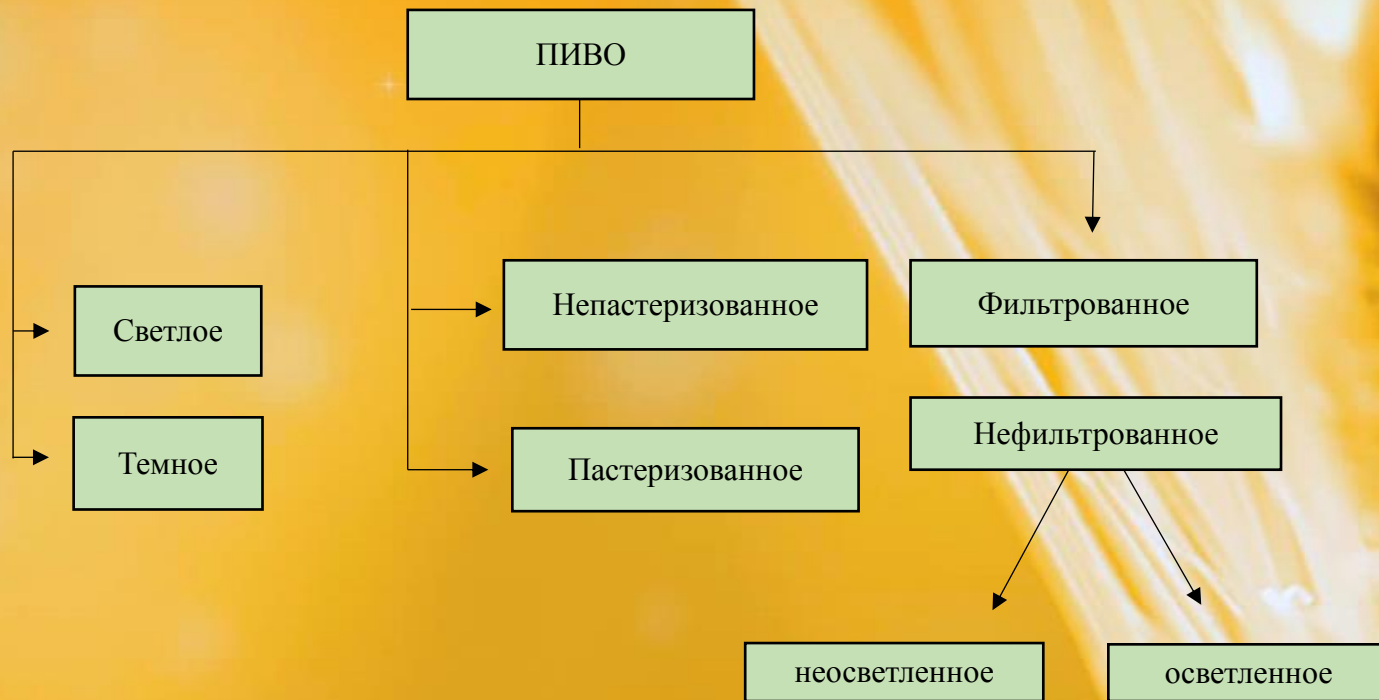 ПИВО
Светлое
Темное
Непастеризованное
Пастеризованное
Фильтрованное
Нефильтрованное
неосветленное
осветленное